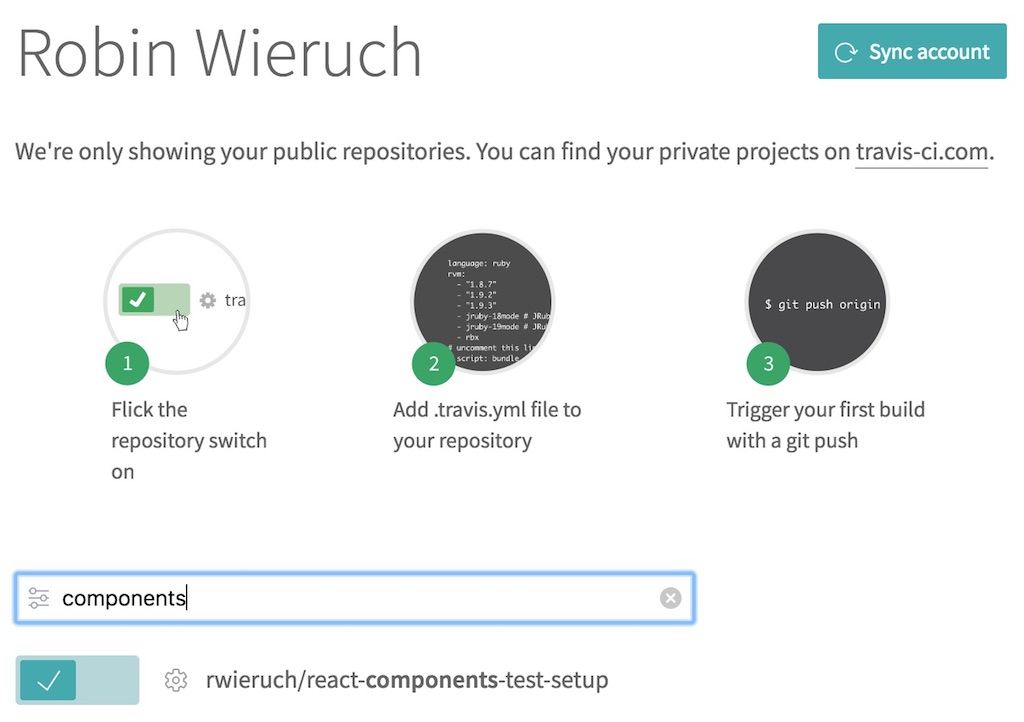 Robin Wieruch
Sync account
We're only showing your public repositories. You can find your private projects on travis-ci.com.
tra
1
Flick the
repository switch
on
language: ruby
rvm:
- "1.8.7"
- "1.9.2"
- "1.9.3"
- jruby-18mode # JRub
- jruby-19mode # JRu
- rbx
# uncomment this li
script: bundle
2
Add .travis.yml file to
your repository
$ git push origin
3
Trigger your first build
with a git push
components
rwieruch/react-components-test-setup